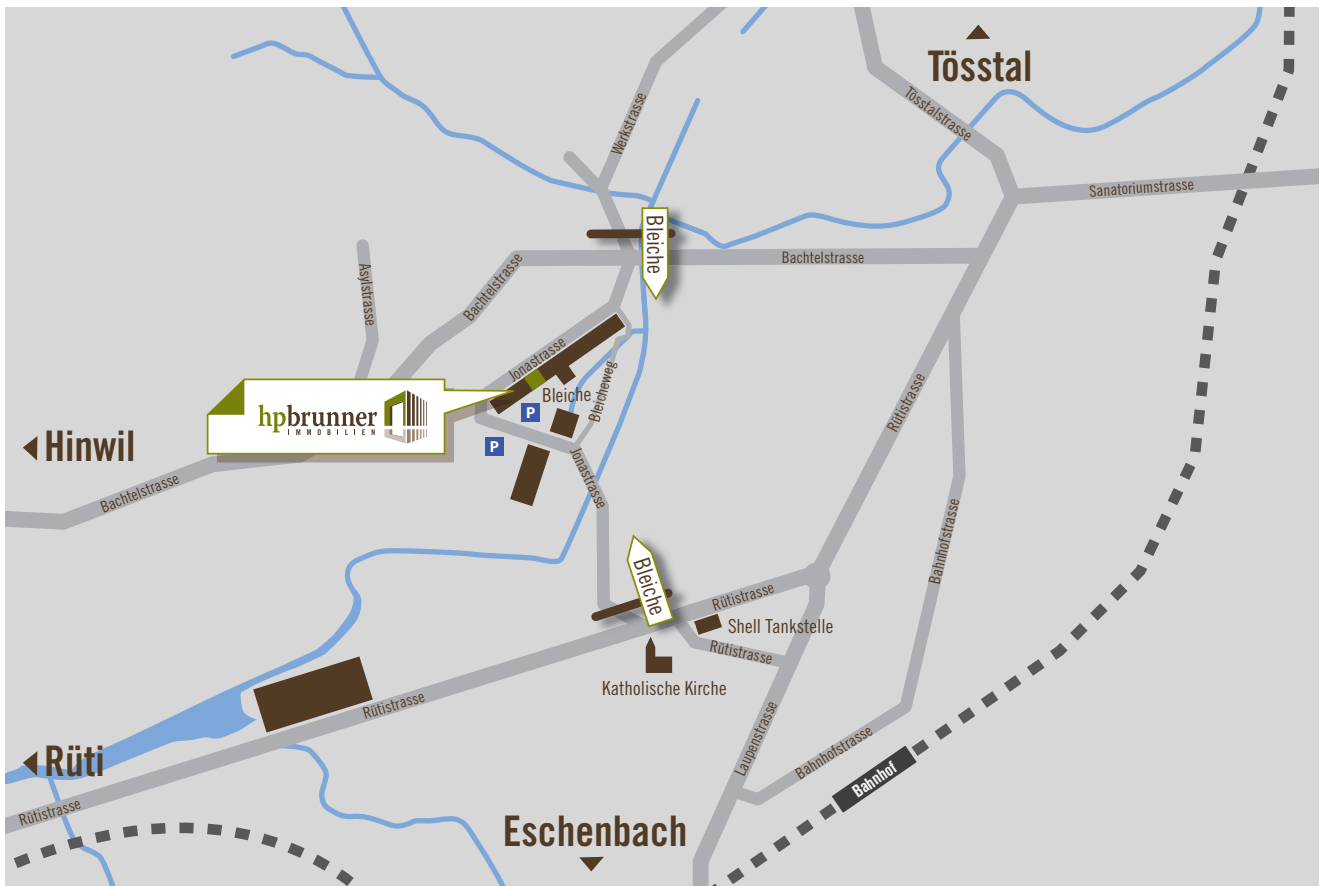 Tösstal
Tösstalstrasse
Werkstrasse
Sanatoriumstrasse
Bleiche
Bachtelstrasse
Bachtelstrasse
Asylstrasse
Jonastrasse
Bleicheweg
Bleiche
P
hpbrunner
IMMOBILIEN
P
Rütistrasse
Hinwil
Bachtelstrasse
Jonastrasse
Bahnhofstrasse
Bleiche
Rütistrasse
Shell Tankstelle
Rütistrasse
Katholische Kirche
Rütistrasse
Laupenstrasse
Bahnhofstrasse
Bahnhof
Rüti
Rütistrasse
Eschenbach